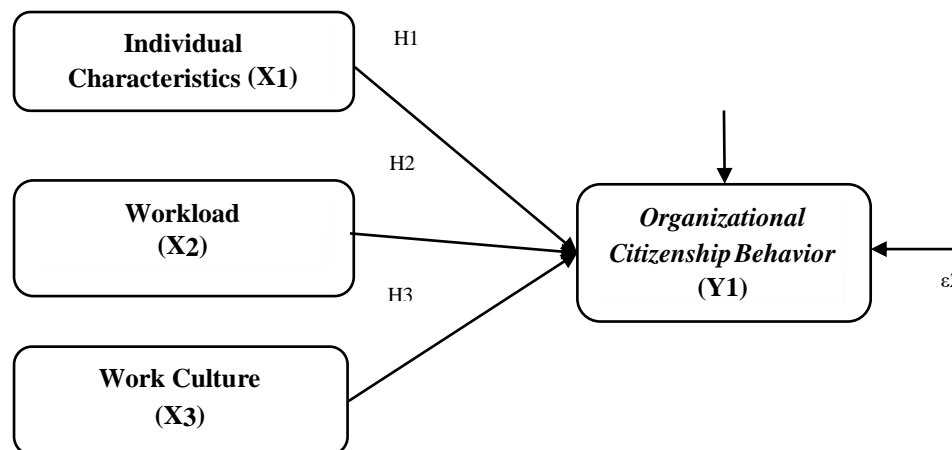 Individual
Characteristics (X1)
H1
H2
Workload
(X2)
H3
Work Culture
(X3)
Organizational
Citizenship Behavior
(Y1)